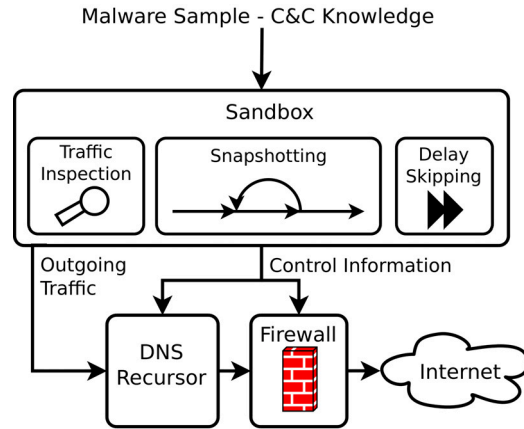 Malware Sample - C&C Knowledge
Sandbox
Traffic
Inspection
Snapshotting
Delay
Skipping
Outgoing
Traffic
Control Information
DNS
Recursor
Firewall
Internet